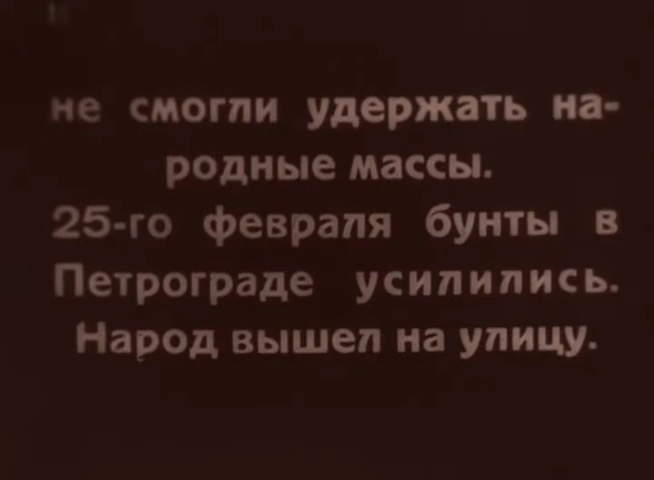 не смогли удержать на-
родные массы.
25-го февраля бунты в
Петрограде усилились.
Народ вышел на улицу.